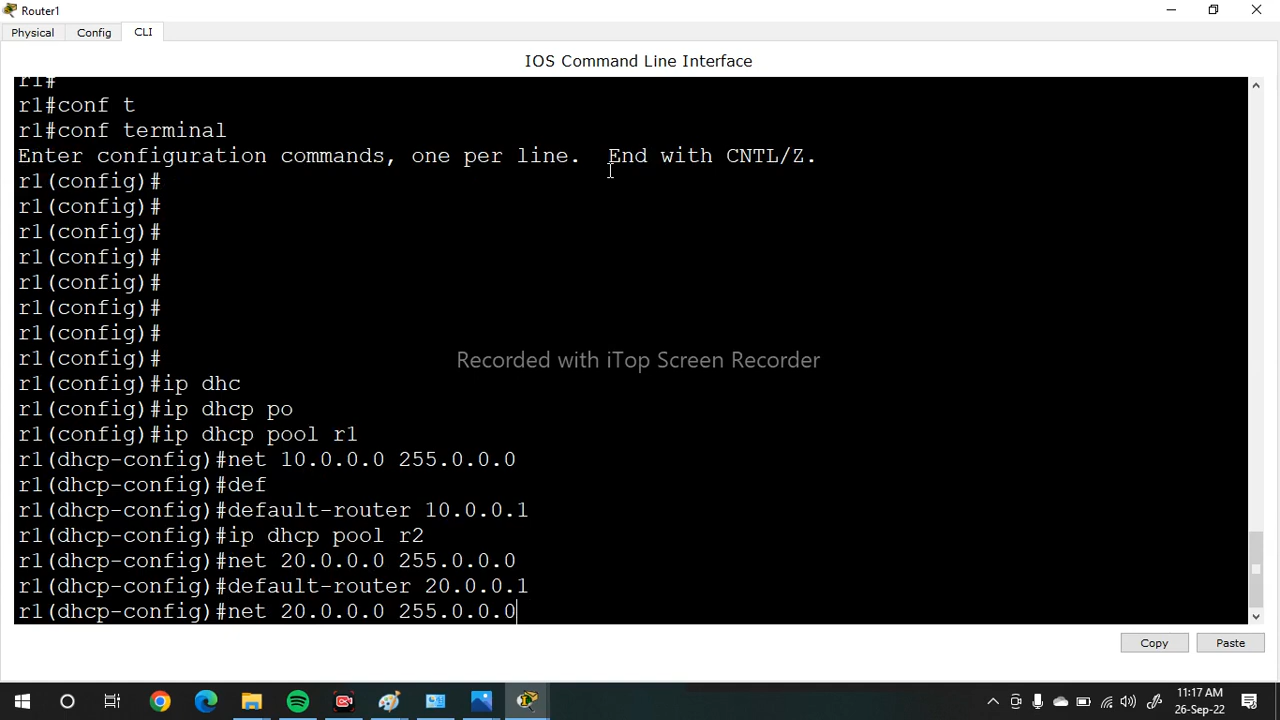 Router1
Physical Config CLI
IOS Command Line Interface
r1#
r1#conf t
r1#conf terminal
Enter configuration commands, one per line.  End with CNTL/Z.
r1(config)#
r1(config)#
r1(config)#
r1(config)#
r1(config)#
r1(config)#
r1(config)#
r1(config)#
Recorded with iTop Screen Recorder
r1(config)#ip dhc
r1(config)#ip dhcp po
r1(config)#ip dhcp pool r1
r1(dhcp-config)#net 10.0.0.0 255.0.0.0
r1(dhcp-config)#def
r1(dhcp-config)#default-router 10.0.0.1
r1(dhcp-config)#ip dhcp pool r2
r1(dhcp-config)#net 20.0.0.0 255.0.0.0
r1(dhcp-config)#default-router 20.0.0.1
r1(dhcp-config)#net 20.0.0.0 255.0.0.0
Copy Paste
11:17 AM
26-Sep-22